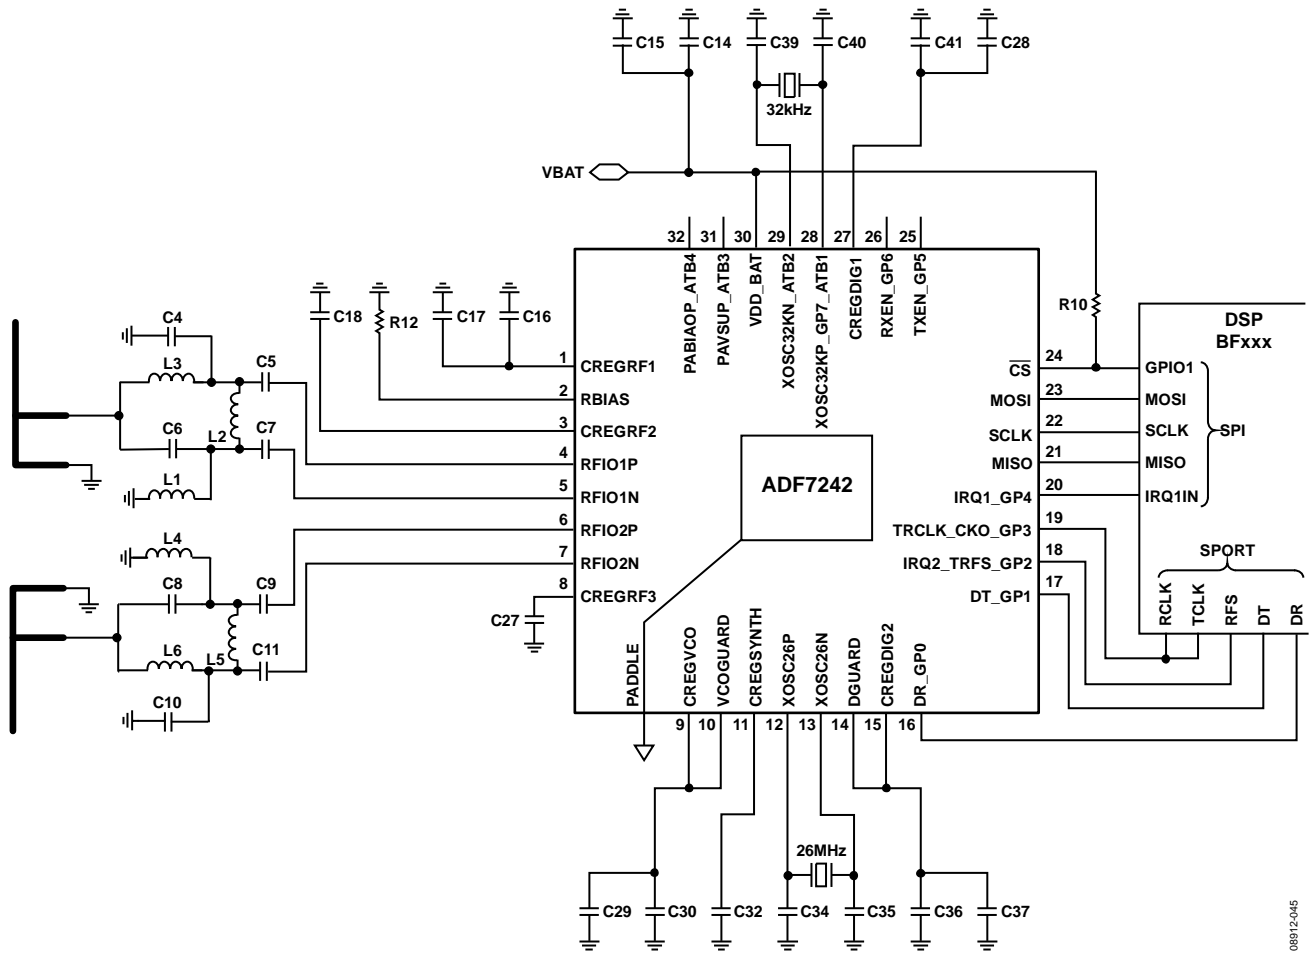 C15
C14
C39
C40
C41
C28
32kHz
VBAT
32
31
30
29
28
27
26
25
PABIAOP_ATB4
PAVSUP_ATB3
VDD_BAT
XOSC32KN_ATB2
XOSC32KP_GP7_ATB1
CREGDIG1
RXEN_GP6
TXEN_GP5
C18
R12
C17
C16
R10
DSP
BFxxx
C4
L3
C5
C6
L2
C7
L1
L4
C8
C9
L6
L5
C11
C10
1
CREGRF1
2
RBIAS
3
CREGRF2
4
RFIO1P
5
RFIO1N
6
RFIO2P
7
RFIO2N
8
CREGRF3
C27
ADF7242
24
CS
GPIO1
23
MOSI
MOSI
22
SCLK
SCLK
SPI
21
MISO
MISO
20
IRQ1_GP4
IRQ1IN
19
TRCLK_CKO_GP3
18
IRQ2_TRFS_GP2
17
DT_GP1
SPORT
RCLK
TCLK
RFS
DT
DR
PADDLE
CREGVCO
VCOGUARD
CREGSYNTH
XOSC26P
XOSC26N
DGUARD
CREGDIG2
DR_GP0
9
10
11
12
13
14
15
16
26MHz
C29
C30
C32
C34
C35
C36
C37
08912-045